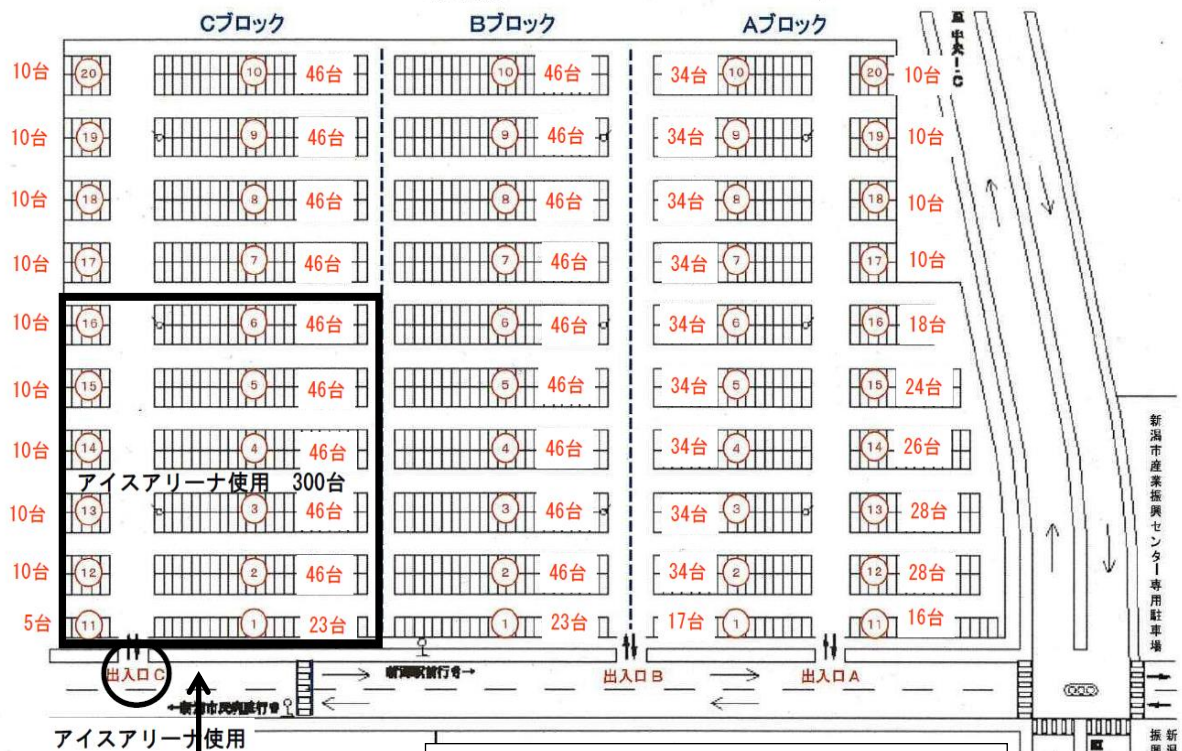 Cブロック Bブロック Aブロック
10台 20 10 46台 10 46台 34台 10 20 10台
10台 19 9 46台 9 46台 34台 9 19 10台
10台 18 8 46台 8 46台 34台 8 18 10台
10台 17 7 46台 7 46台 34台 7 17 10台
10台 16 6 46台 6 46台 34台 6 16 18台
10台 15 5 46台 5 46台 34台 5 15 24台
10台 14 4 46台 4 46台 34台 4 14 26台
アイスアリーナ使用 300台
10台 13 3 46台 3 46台 34台 3 13 28台
10台 12 2 46台 2 46台 34台 2 12 28台
5台 11 1 23台 1 23台 17台 1 11 16台
新潟市産業振興センター専用駐車場
出入口C 新潟駅前行き→ 出入口B 出入口A
←新潟市民病院行き
アイスアリーナ使用